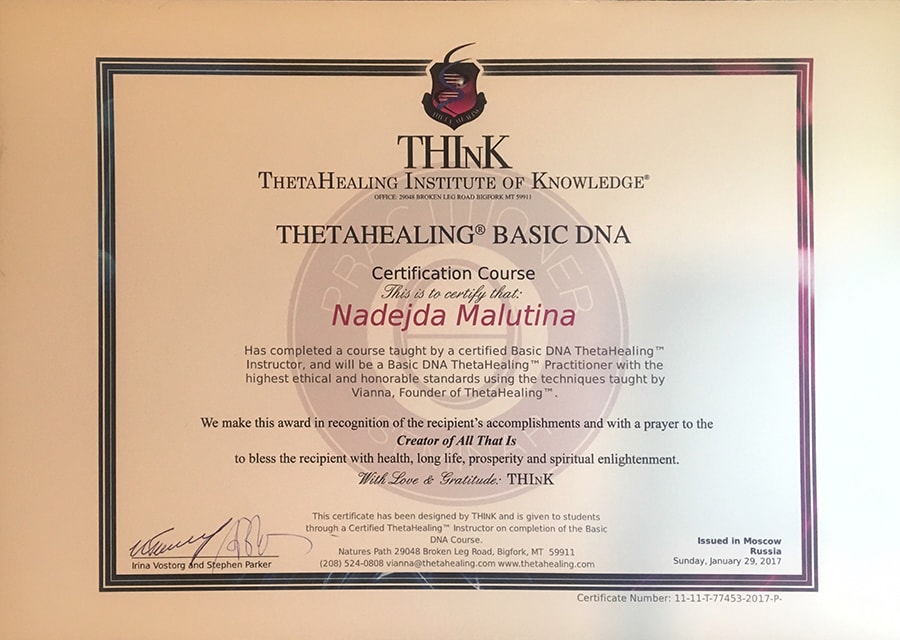 THETA HEALING
THInK
THETAHEALING INSTITUTE OF KNOWLEDGE®
OFFICE: 29048 BROKEN LEG ROAD BIGFORK MT 59911
THETAHEALING® BASIC DNA
Certification Course
This is to certify that:
Nadejda Malutina
Has completed a course taught by a certified Basic DNA ThetaHealing™
Instructor, and will be a Basic DNA ThetaHealing™ Practitioner with the
highest ethical and honorable standards using the techniques taught by
Vianna, Founder of ThetaHealing™.
We make this award in recognition of the recipient's accomplishments and with a prayer to the
Creator of All That Is
to bless the recipient with health, long life, prosperity and spiritual enlightenment.
With Love & Gratitude: THInK
This certificate has been designed by THInK and is given to students
through a Certified ThetaHealing™ Instructor on completion of the Basic
DNA Course.
Natures Path 29048 Broken Leg Road, Bigfork, MT 59911
(208) 524-0808 vianna@thetahealing.com www.thetahealing.com
Irina Vostorg and Stephen Parker
Issued in Moscow
Russia
Sunday, January 29, 2017
Certificate Number: 11-11-T-77453-2017-P-
PRACTITIONER